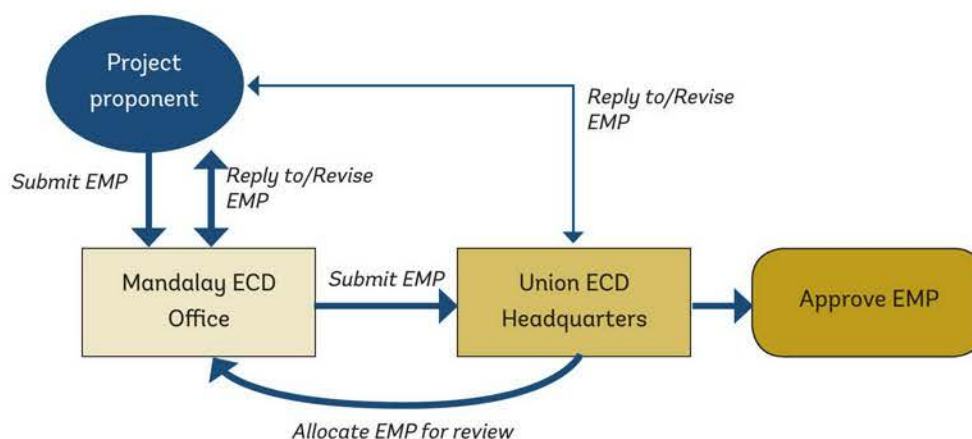 Project
proponent
Reply to/Revise
EMP
Submit EMP
Reply to/Revise
EMP
Mandalay ECD
Office
Submit EMP
Union ECD
Headquarters
Approve EMP
Allocate EMP for review